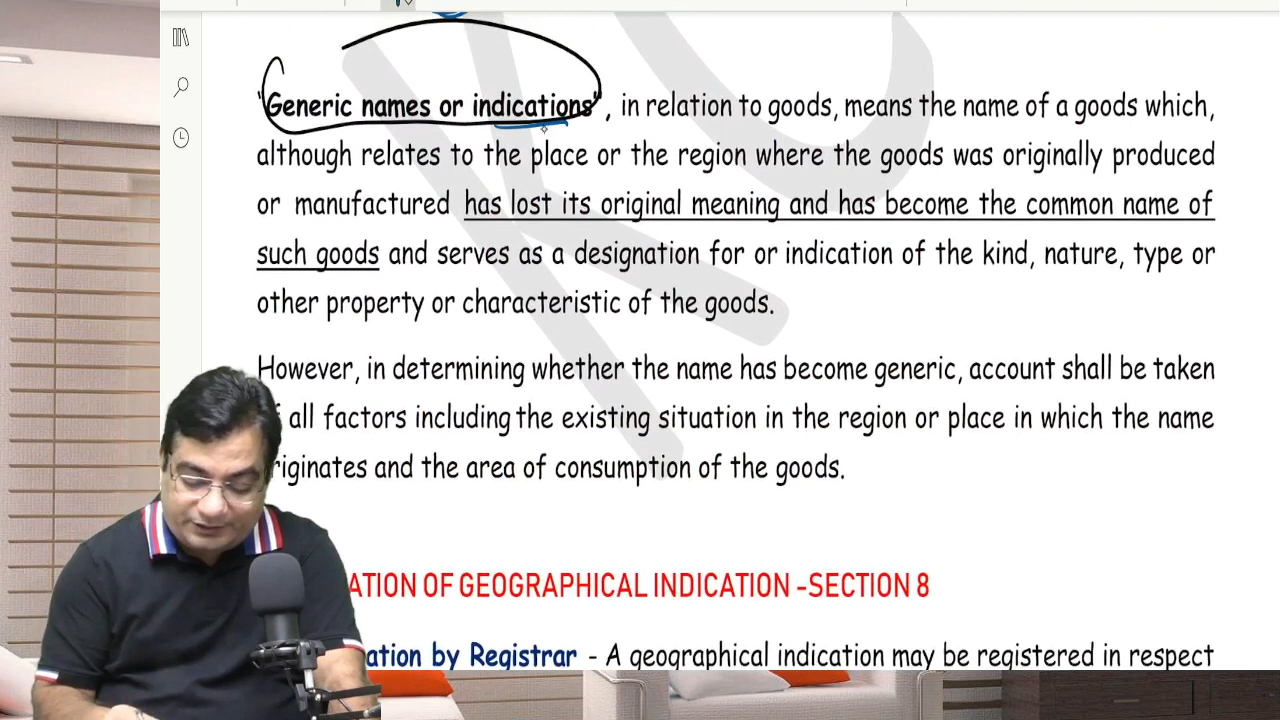 "Generic names or indications", in relation to goods, means the name of a goods which,
although relates to the place or the region where the goods was originally produced
or manufactured has lost its original meaning and has become the common name of
such goods and serves as a designation for or indication of the kind, nature, type or
other property or characteristic of the goods.
However, in determining whether the name has become generic, account shall be taken
all factors including the existing situation in the region or place in which the name
and the area of consumption of the goods.
OF GEOGRAPHICAL INDICATION -SECTION 8
by Registrar - A geographical indication may be registered in respect